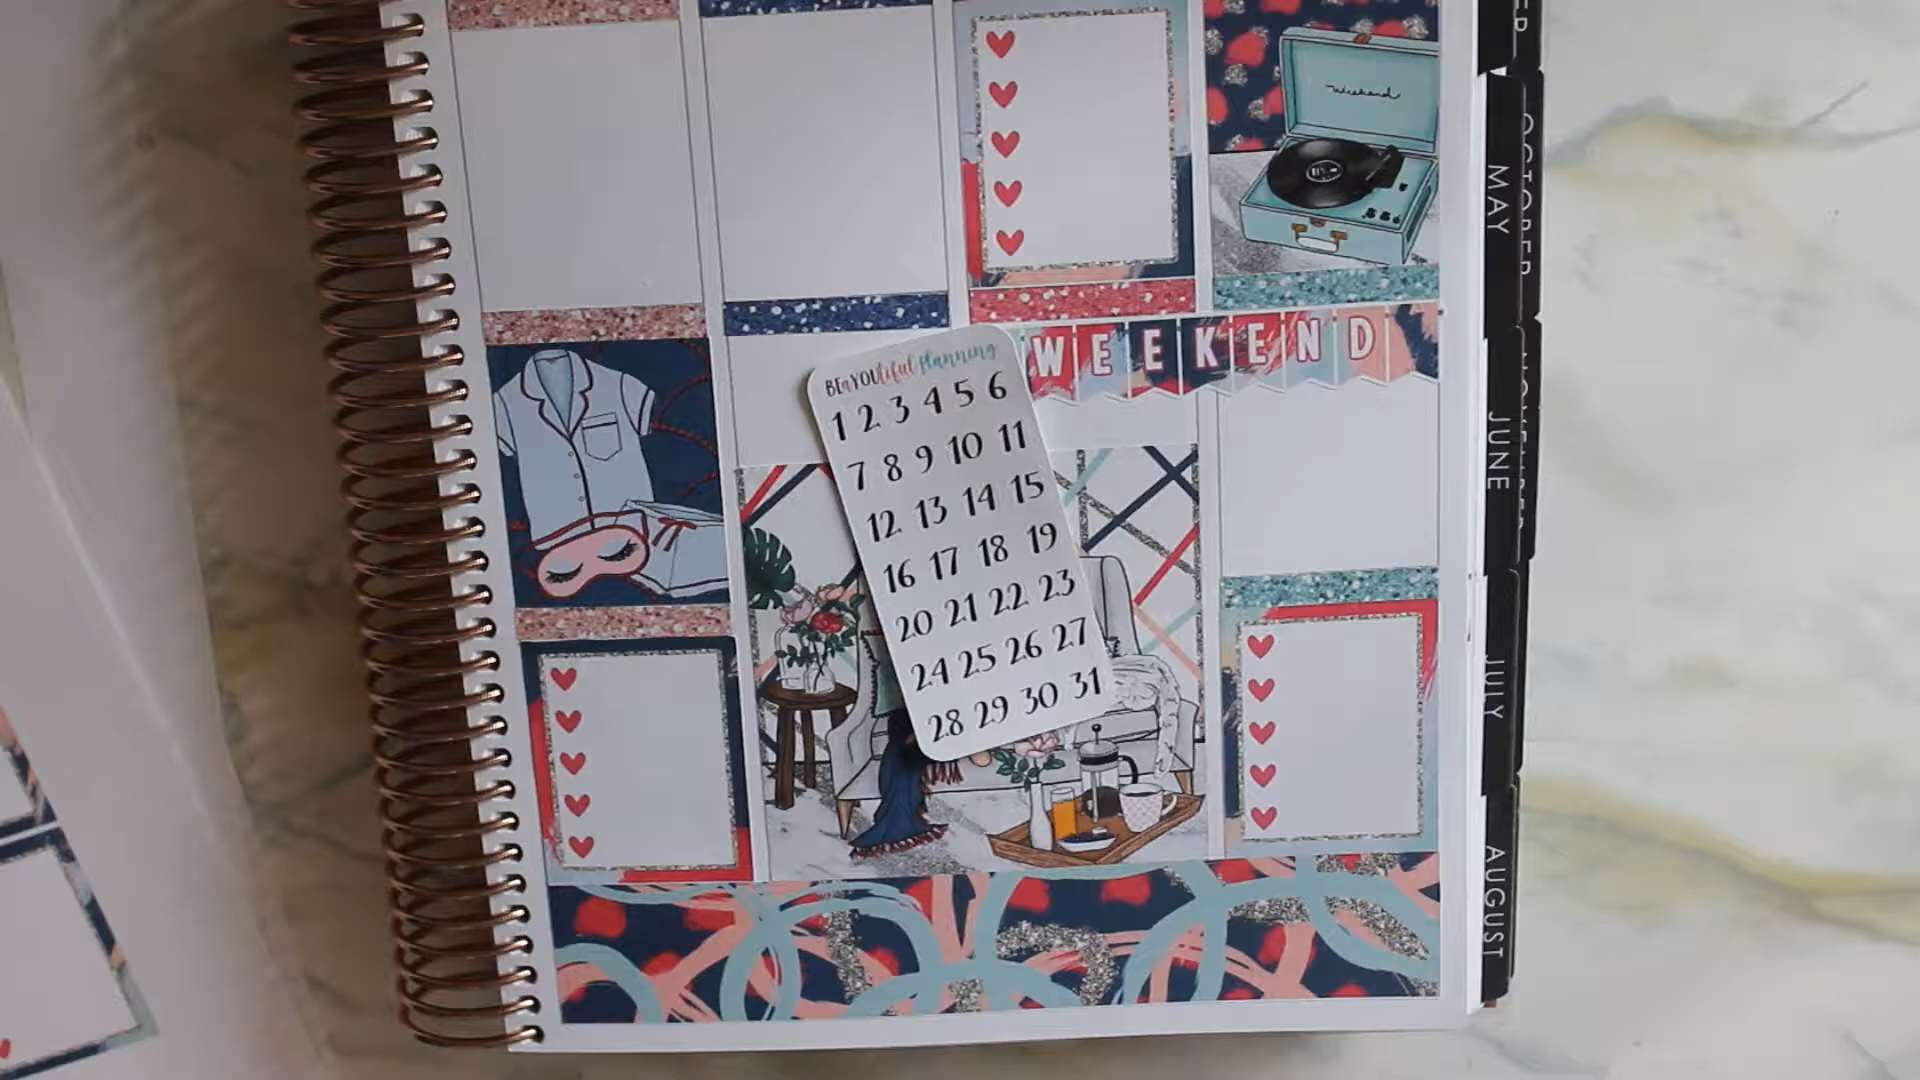 Weekend
WEEKEND
BEaYOUtiful planning
1 2 3 4 5 6
7 8 9 10 11
12 13 14 15
16 17 18 19
20 21 22 23
24 25 26 27
28 29 30 31
MAY
JUNE
JULY
AUGUST
OCTOBER